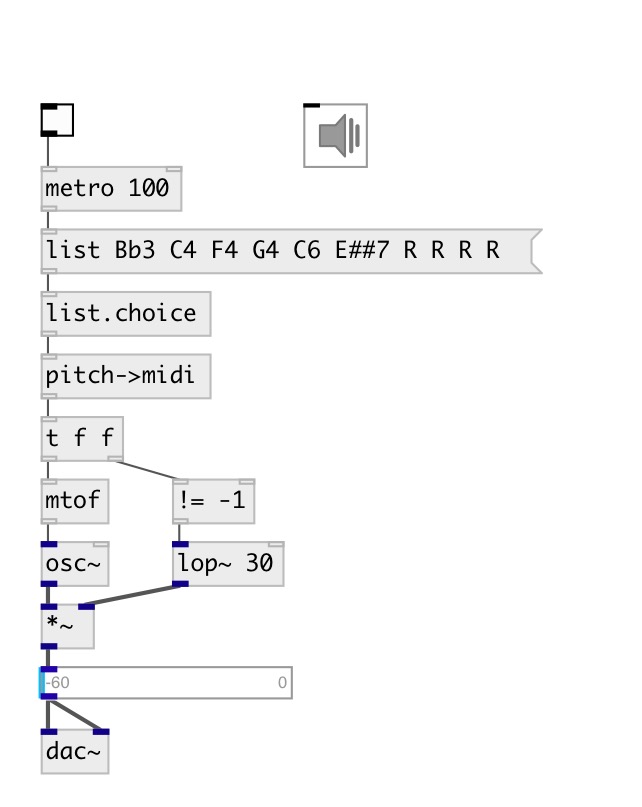 metro 100
list Bb3 C4 F4 G4 C6 E##7 R R R R
list.choice
pitch->midi
t f f
mtof
!= -1
osc~
lop~ 30
*~
-60
0
dac~